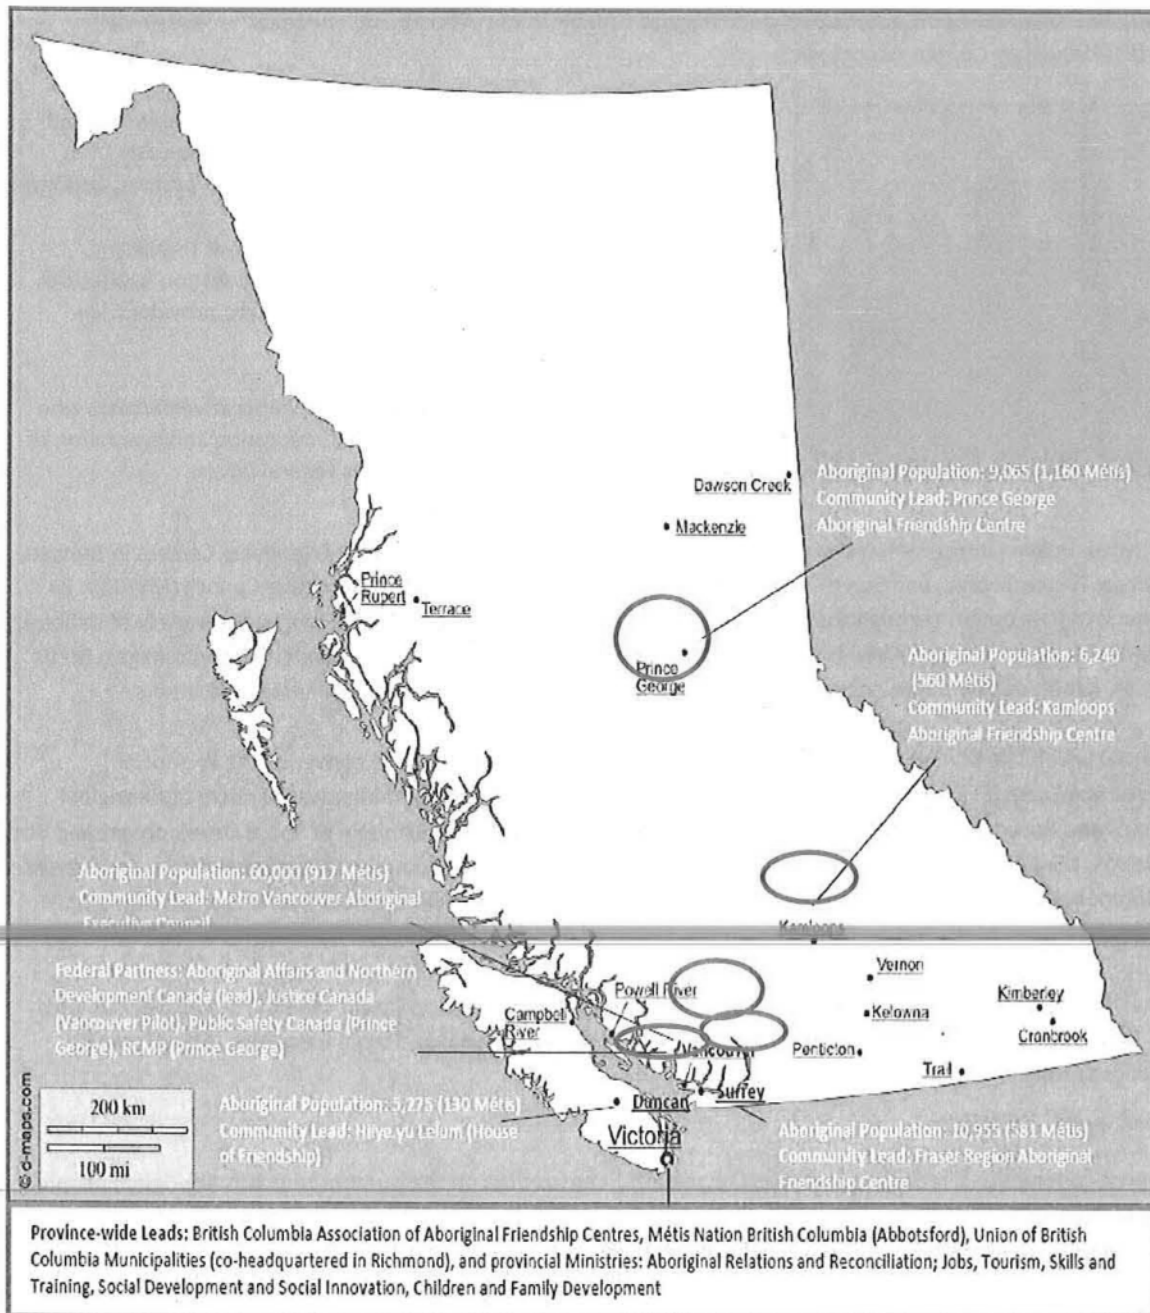 Dawson Creek
Mackenzie
Aboriginal Population: 9,065 (1,160 Métis)
Community Lead: Prince George
Aboriginal Friendship Centre
Prince
Rupert
Terrace
Prince
George
Aboriginal Population: 6,240
(560 Métis)
Community Lead: Kamloops
Aboriginal Friendship Centre
Aboriginal Population: 60,000 (917 Métis)
Community Lead: Metro Vancouver Aboriginal
Executive Council
Kamloops
Federal Partners: Aboriginal Affairs and Northern
Development Canada (lead), Justice Canada
(Vancouver Pilot), Public Safety Canada (Prince
George), RCMP (Prince George)
Vernon
Powell River
Campbell
River
Kelowna
Kimberley
Cranbrook
Vancouver
Penticton
Trail
Surrey
Duncan
Victoria
200 km
100 mi
Aboriginal Population: 5,275 (130 Métis)
Community Lead: Hiiye.yu Lelum (House
of Friendship)
Aboriginal Population: 10,955 (581 Métis)
Community Lead: Fraser Region Aboriginal
Friendship Centre
Province-wide Leads: British Columbia Association of Aboriginal Friendship Centres, Métis Nation British Columbia (Abbotsford), Union of British
Columbia Municipalities (co-headquartered in Richmond), and provincial Ministries: Aboriginal Relations and Reconciliation; Jobs, Tourism, Skills and
Training, Social Development and Social Innovation, Children and Family Development